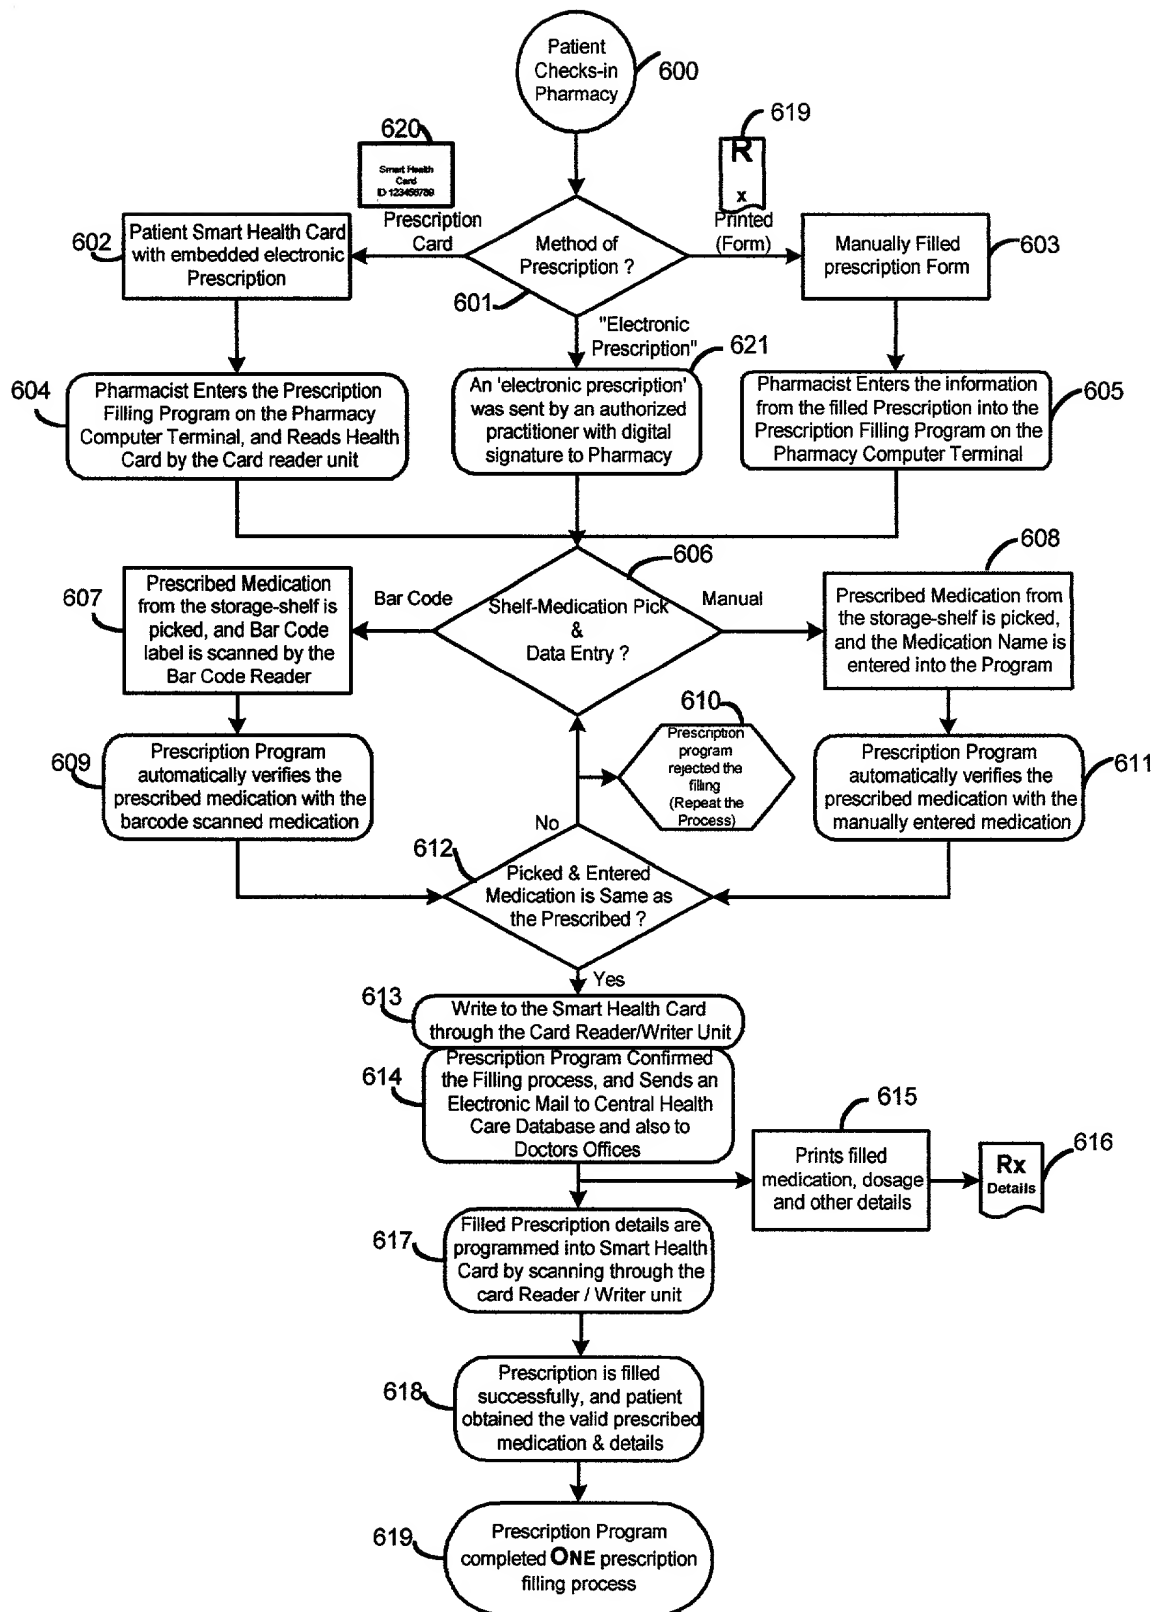 Patient
Checks-in
Pharmacy
600
620
Smart Health
Card
ID 123456789
619
R
x
Prescription
Card
Printed
(Form)
602
Patient Smart Health Card
with embedded electronic
Prescription
Method of
Prescription ?
601
Manually Filled
prescription Form
603
"Electronic
Prescription"
621
604
Pharmacist Enters the Prescription
Filling Program on the Pharmacy
Computer Terminal, and Reads Health
Card by the Card reader unit
An 'electronic prescription'
was sent by an authorized
practitioner with digital
signature to Pharmacy
Pharmacist Enters the information
from the filled Prescription into the
Prescription Filling Program on the
Pharmacy Computer Terminal
605
606
608
607
Prescribed Medication
from the storage-shelf is
picked, and Bar Code
label is scanned by the
Bar Code Reader
Bar Code
Shelf-Medication Pick
&
Data Entry ?
Manual
Prescribed Medication from
the storage-shelf is picked,
and the Medication Name is
entered into the Program
610
Prescription
program
rejected the
filling
(Repeat the
Process)
609
Prescription Program
automatically verifies the
prescribed medication with the
barcode scanned medication
Prescription Program
automatically verifies the
prescribed medication with the
manually entered medication
611
No
612
Picked & Entered
Medication is Same as
the Prescribed ?
Yes
613
Write to the Smart Health Card
through the Card Reader/Writer Unit
614
Prescription Program Confirmed
the Filling process, and Sends an
Electronic Mail to Central Health
Care Database and also to
Doctors Offices
615
Prints filled
medication, dosage
and other details
Rx
Details
616
617
Filled Prescription details are
programmed into Smart Health
Card by scanning through the
card Reader / Writer unit
618
Prescription is filled
successfully, and patient
obtained the valid prescribed
medication & details
619
Prescription Program
completed ONE prescription
filling process